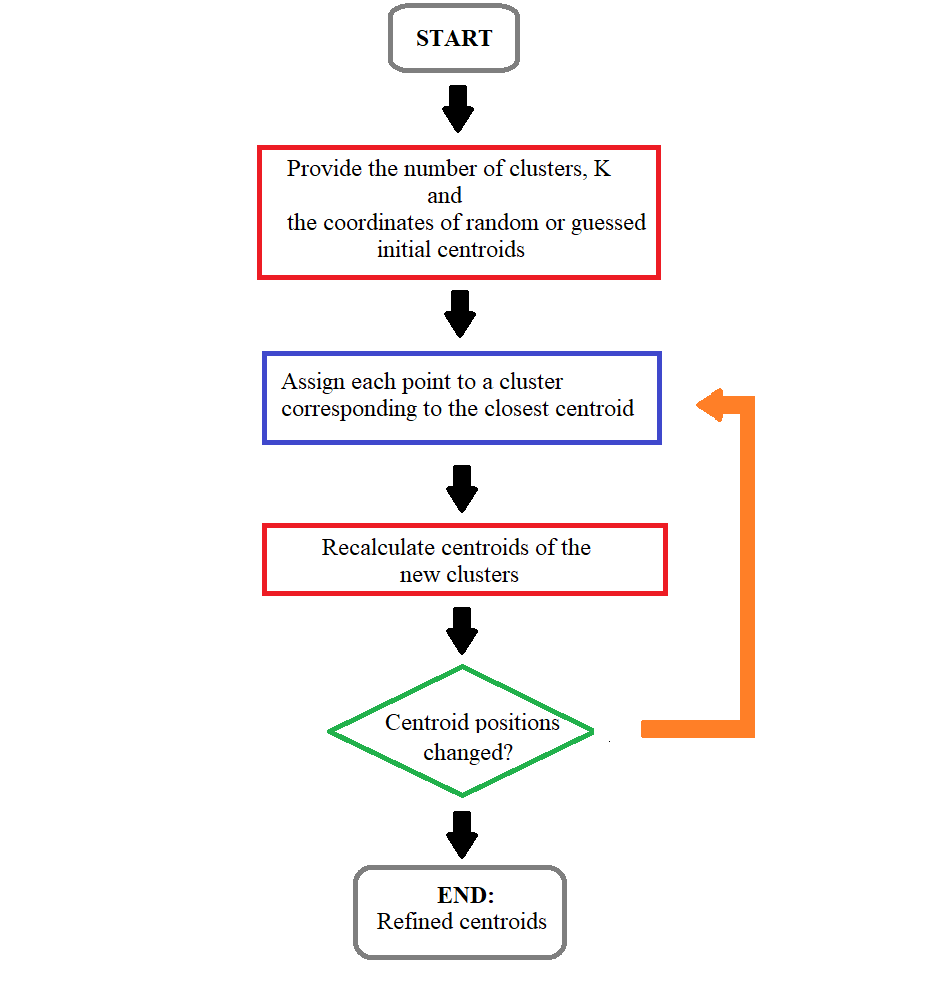 START
Provide the number of clusters, K
and
the coordinates of random or guessed
initial centroids
Assign each point to a cluster
corresponding to the closest centroid
Recalculate centroids of the
new clusters
Centroid positions
changed?
END:
Refined centroids